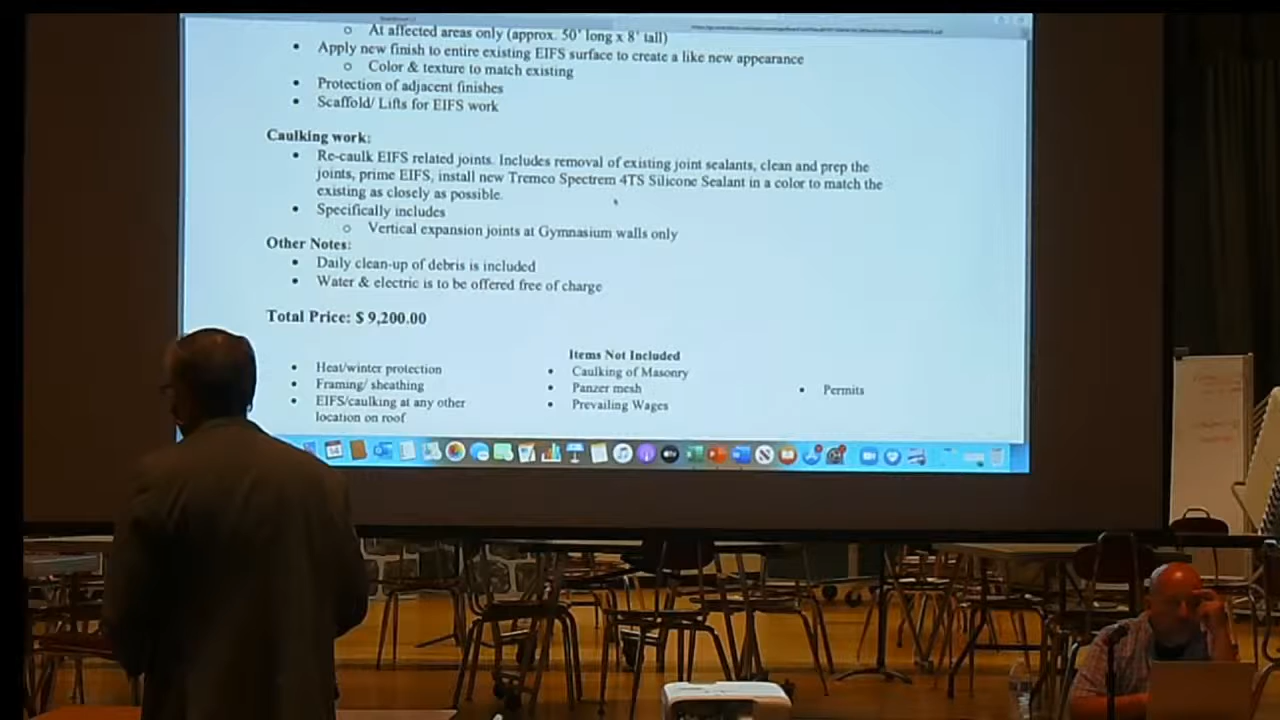 At affected areas only (approx. 50' long x 8' tall)
Apply new finish to entire existing EIFS surface to create a like new appearance
Color & texture to match existing
Protection of adjacent finishes
Scaffold/ Lifts for EIFS work
Caulking work:
Re-caulk EIFS related joints. Includes removal of existing joint sealants, clean and prep the
joints, prime EIFS, install new Tremco Spectrem 4TS Silicone Sealant in a color to match the
existing as closely as possible.
Specifically includes
Vertical expansion joints at Gymnasium walls only
Other Notes:
Daily clean-up of debris is included
Water & electric is to be offered free of charge
Total Price: $ 9,200.00
Items Not Included
Heat/winter protection
Framing/ sheathing
EIFS/caulking at any other
location on roof
Caulking of Masonry
Panzer mesh
Prevailing Wages
Permits